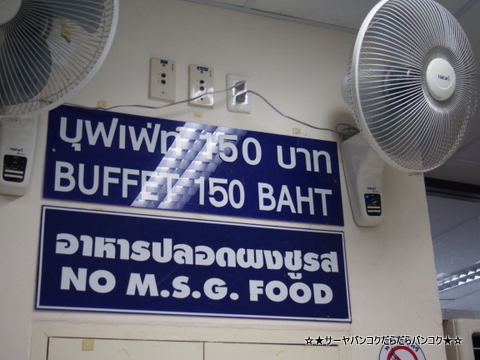 บุฟเฟ่ท์ 150 บาท
BUFFET 150 BAHT
อาหารปลอดผงชูรส
NO M.S.G. FOOD
☆★サーヤバンコクだらだらバンコク★☆